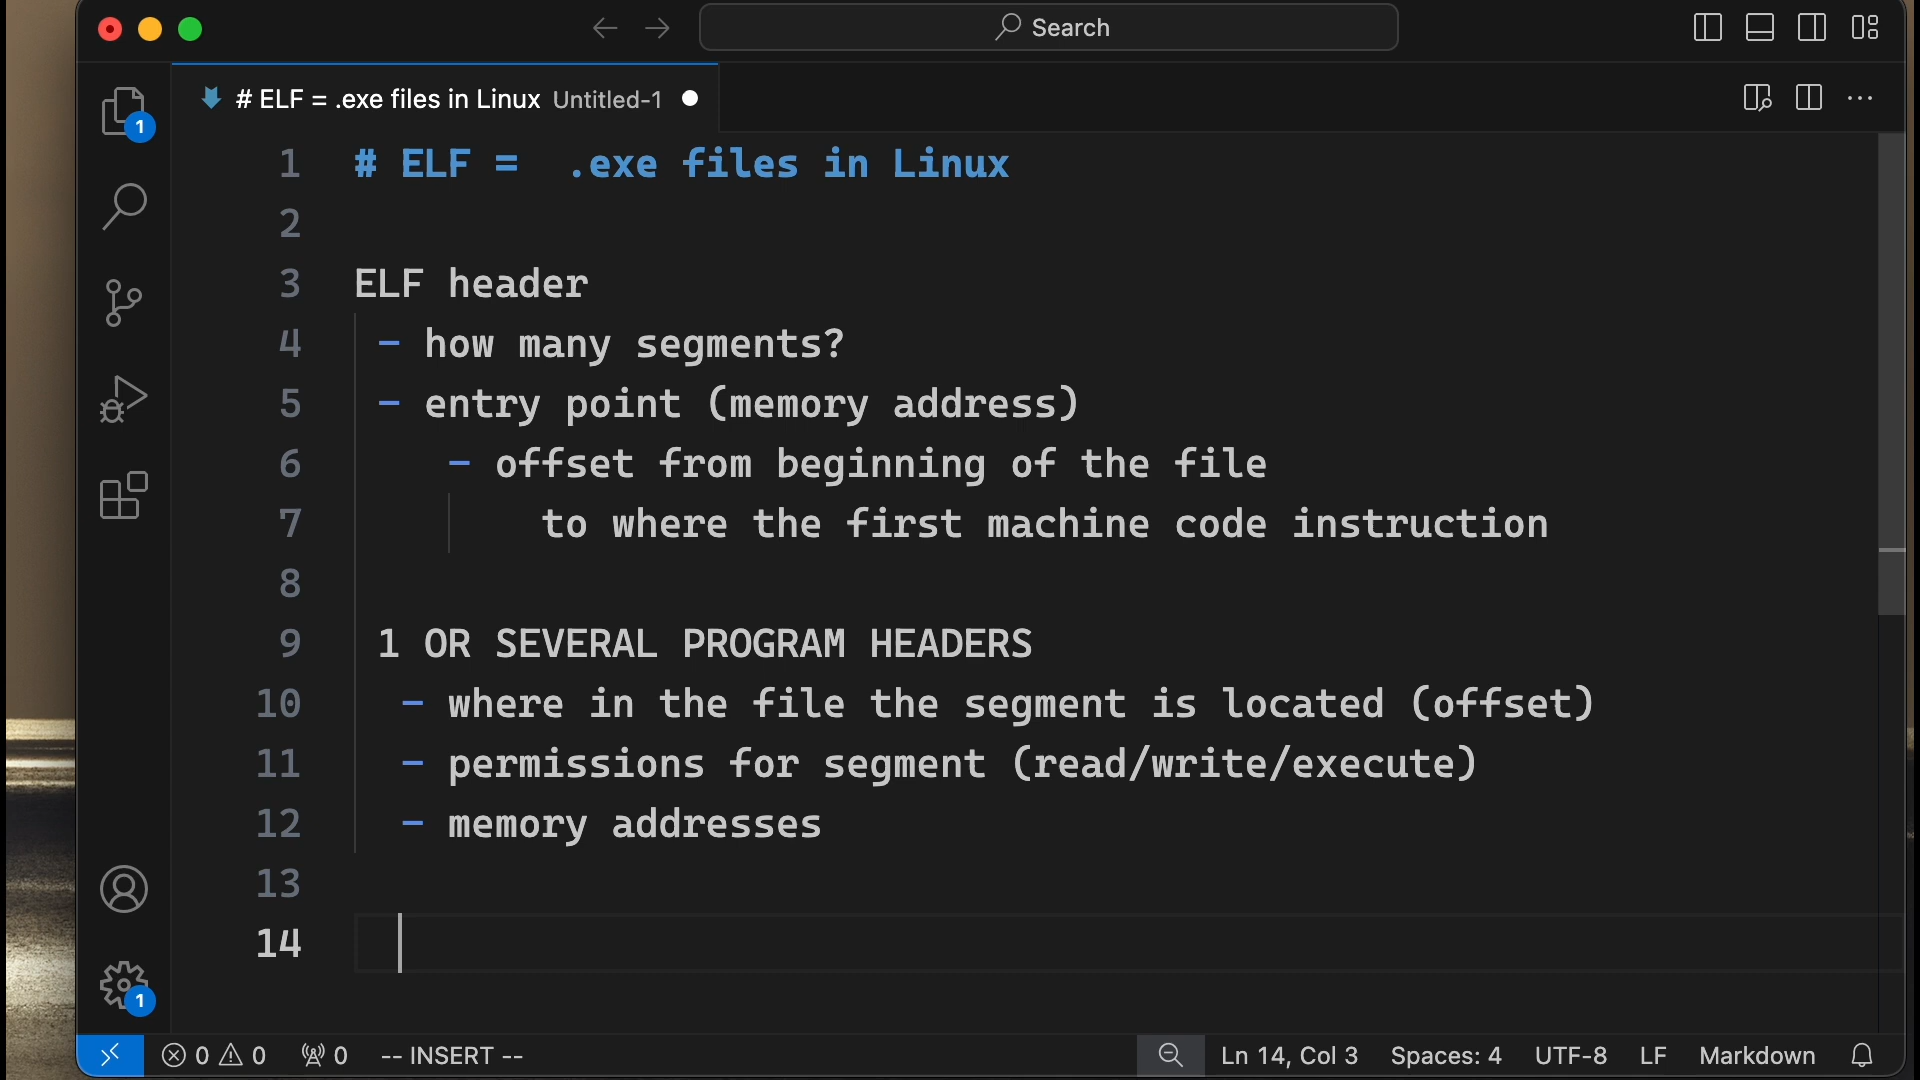 Search
# ELF = .exe files in Linux Untitled-1
1
1 # ELF =  .exe files in Linux
2
3 ELF header
4 - how many segments?
5 - entry point (memory address)
6 - offset from beginning of the file
7 to where the first machine code instruction
8
9 1 OR SEVERAL PROGRAM HEADERS
10 - where in the file the segment is located (offset)
11 - permissions for segment (read/write/execute)
12 - memory addresses
13
14
1
0 0 0 -- INSERT -- Ln 14, Col 3 Spaces: 4 UTF-8 LF Markdown